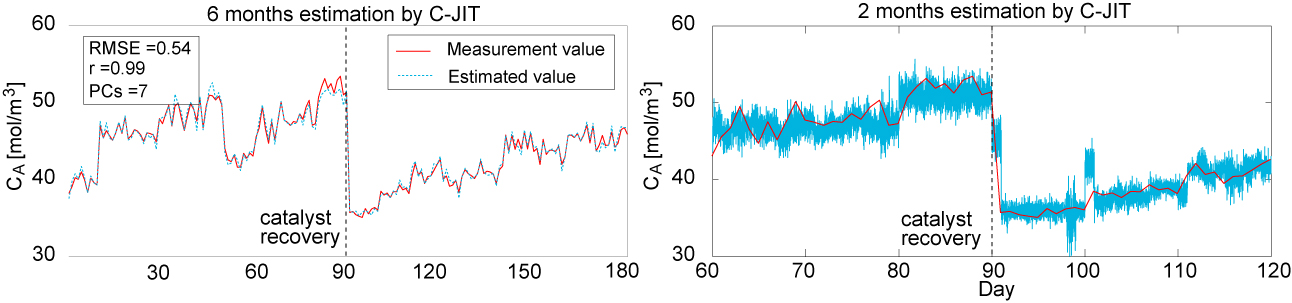 6 months estimation by C-JIT
60
50
40
30
C_A [mol/m^3]
RMSE =0.54
r =0.99
PCs =7
Measurement value
Estimated value
catalyst
recovery
30 60 90 120 150 180
2 months estimation by C-JIT
60
50
40
30
C_A [mol/m^3]
catalyst
recovery
60 70 80 90 100 110 120
Day